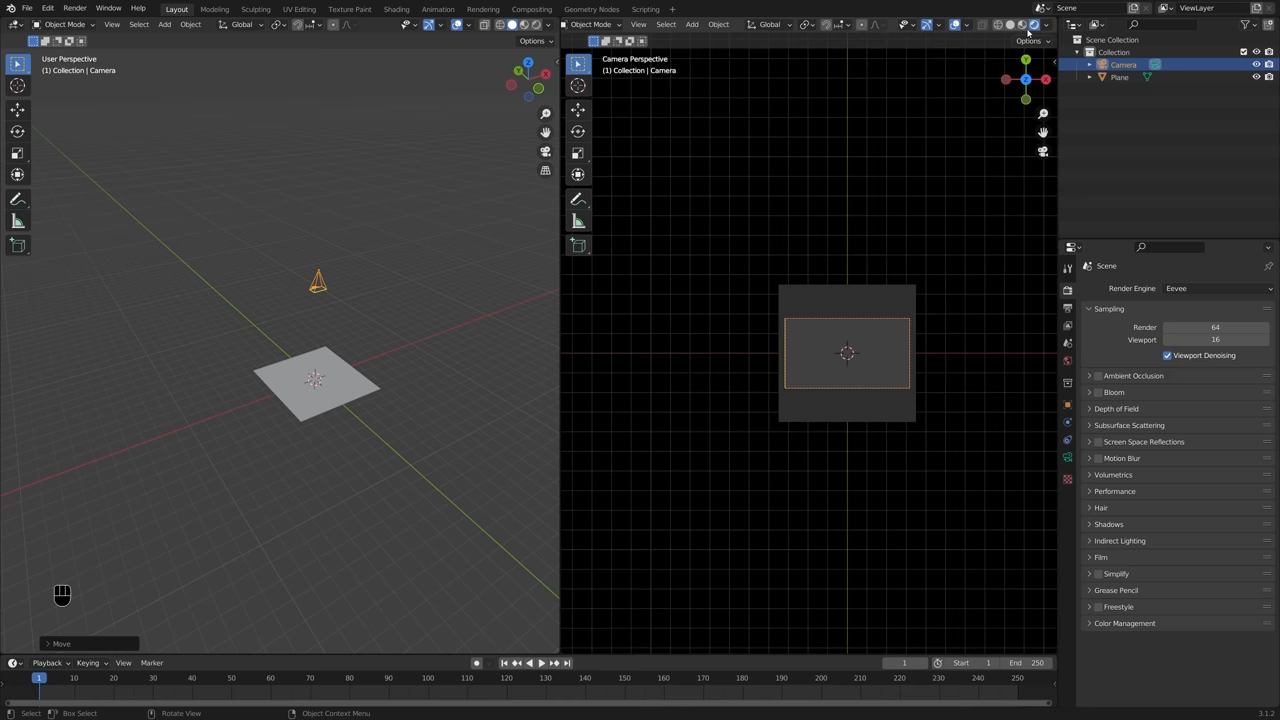 File Edit Render Window Help Layout Modeling Sculpting UV Editing Texture Paint Shading Animation Rendering Compositing Geometry Nodes Scripting + Scene ViewLayer
Object Mode View Select Add Object Global Object Mode View Select Add Object Global
Options Options
User Perspective
(1) Collection | Camera
Z
Y
X
Camera Perspective
(1) Collection | Camera
Y
Z
X
Scene Collection
Collection
Camera
Plane
Scene
Render Engine Eevee
Sampling
Render 64
Viewport 16
Viewport Denoising
Ambient Occlusion
Bloom
Depth of Field
Subsurface Scattering
Screen Space Reflections
Motion Blur
Volumetrics
Performance
Hair
Shadows
Indirect Lighting
Film
Simplify
Grease Pencil
Freestyle
Color Management
Move
Playback Keying View Marker 1 Start 1 End 250
1 10 20 30 40 50 60 70 80 90 100 110 120 130 140 150 160 170 180 190 200 210 220 230 240 250
Select Box Select Rotate View Object Context Menu 3.1.2